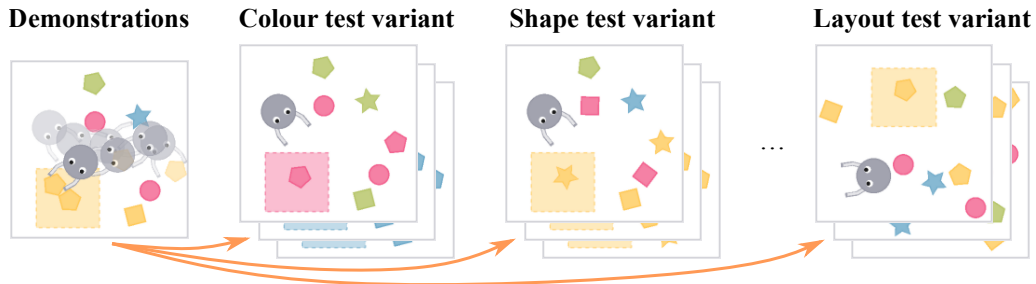 Demonstrations
Colour test variant
Shape test variant
Layout test variant
...